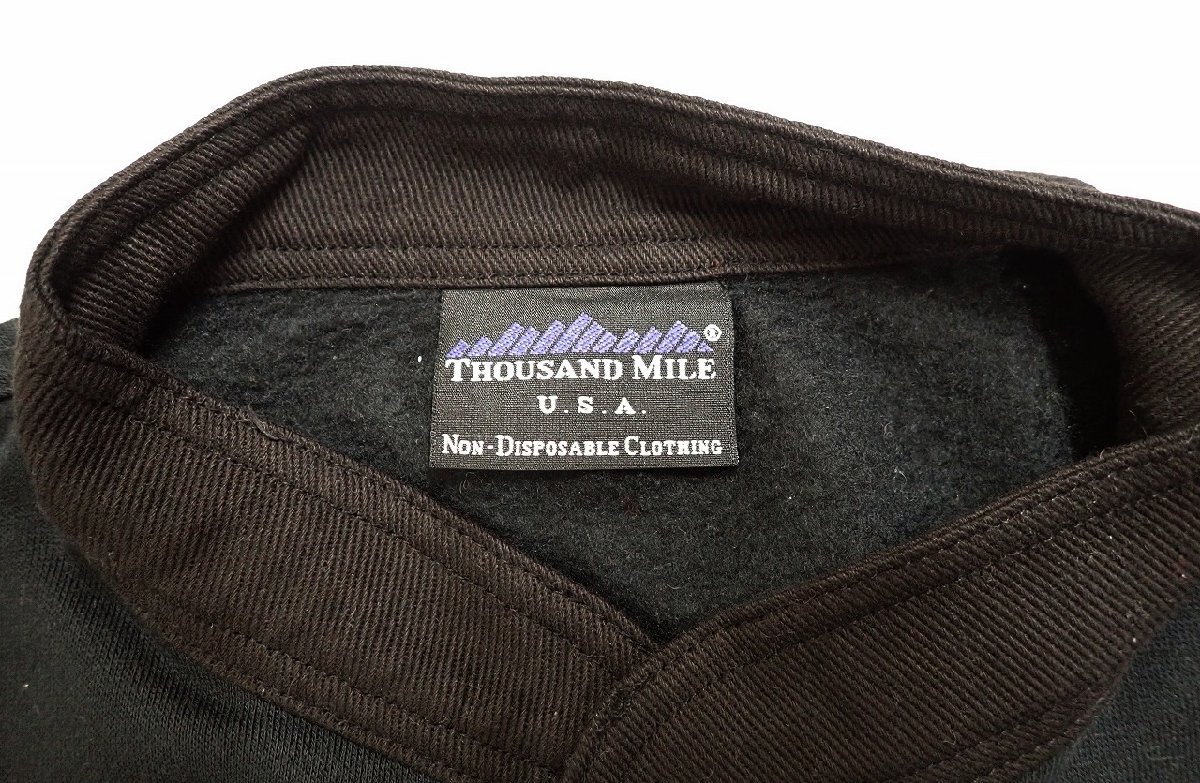 ®
THOUSAND MILE
U.S.A.
NON-DISPOSABLE CLOTHING